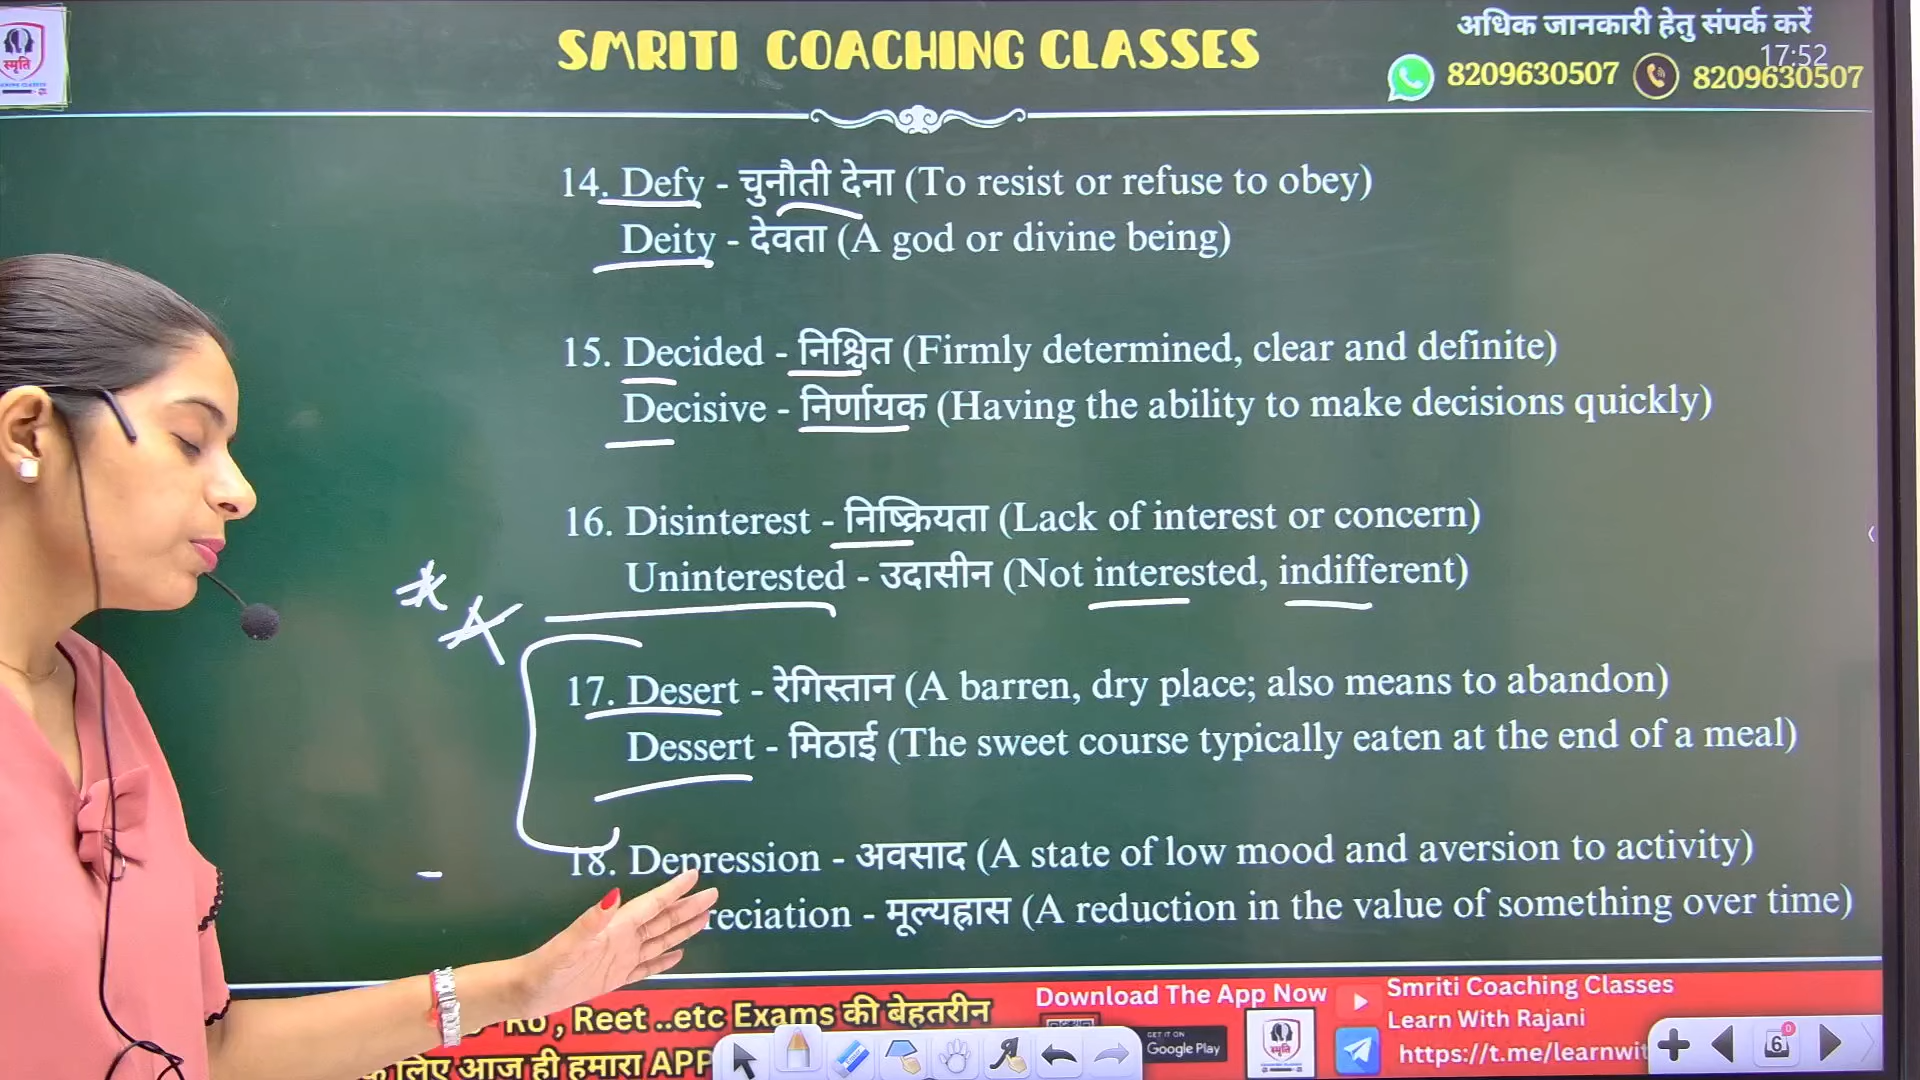 स्मृति
SMRITI COACHING CLASSES
अधिक जानकारी हेतु संपर्क करें
17:52
8209630507
8209630507
14. Defy - चुनौती देना (To resist or refuse to obey)
Deity - देवता (A god or divine being)
15. Decided - निश्चित (Firmly determined, clear and definite)
Decisive - निर्णायक (Having the ability to make decisions quickly)
16. Disinterest - निष्क्रियता (Lack of interest or concern)
Uninterested - उदासीन (Not interested, indifferent)
17. Desert - रेगिस्तान (A barren, dry place; also means to abandon)
Dessert - मिठाई (The sweet course typically eaten at the end of a meal)
18. Depression - अवसाद (A state of low mood and aversion to activity)
reciation - मूल्यह्रास (A reduction in the value of something over time)
Ro , Reet ..etc Exams की बेहतरीन
लिए आज ही हमारा APP
Download The App Now
GET IT ON
Google Play
स्मृति
Smriti Coaching Classes
Learn With Rajani
https://t.me/learnwit
6
0